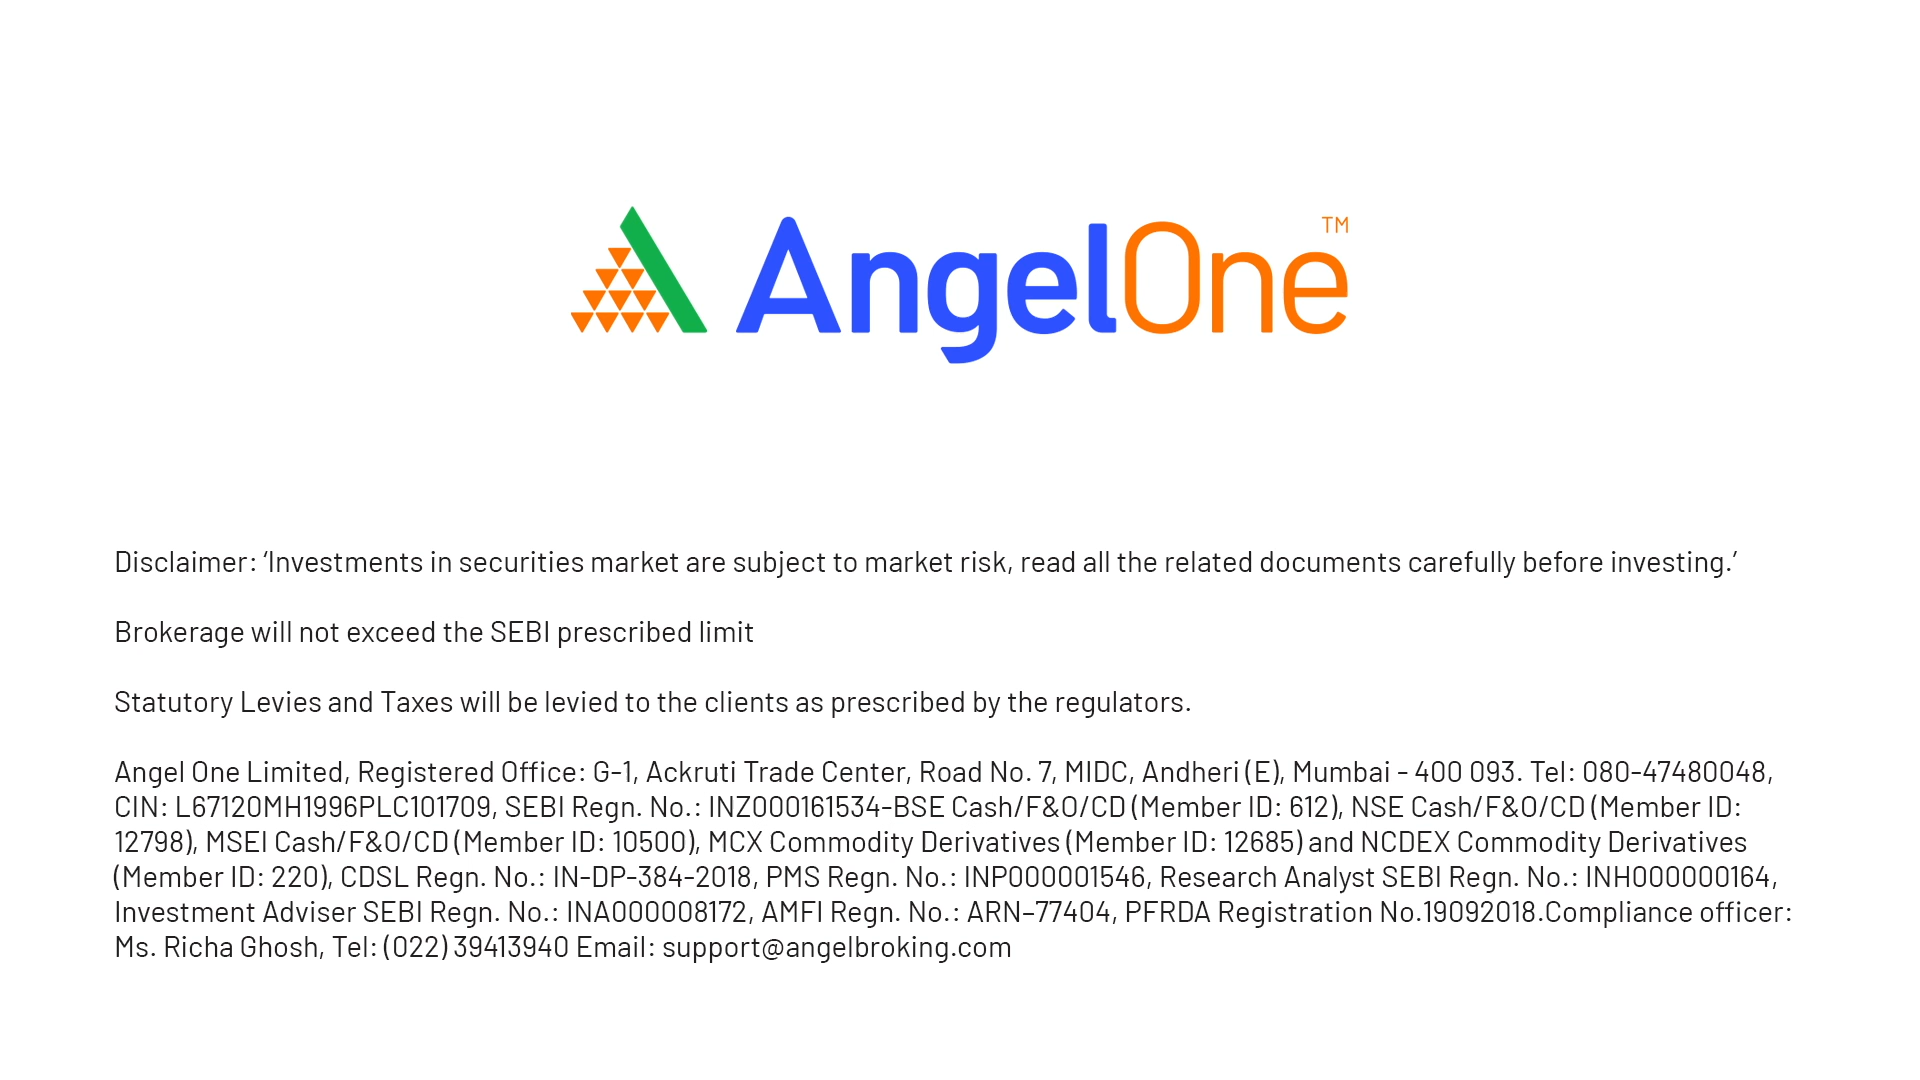 AngelOne™
Disclaimer: ‘Investments in securities market are subject to market risk, read all the related documents carefully before investing.’
Brokerage will not exceed the SEBI prescribed limit
Statutory Levies and Taxes will be levied to the clients as prescribed by the regulators.
Angel One Limited, Registered Office: G-1, Ackruti Trade Center, Road No. 7, MIDC, Andheri (E), Mumbai - 400 093. Tel: 080-47480048,
CIN: L67120MH1996PLC101709, SEBI Regn. No.: INZ000161534-BSE Cash/F&O/CD (Member ID: 612), NSE Cash/F&O/CD (Member ID:
12798), MSEI Cash/F&O/CD (Member ID: 10500), MCX Commodity Derivatives (Member ID: 12685) and NCDEX Commodity Derivatives
(Member ID: 220), CDSL Regn. No.: IN-DP-384-2018, PMS Regn. No.: INP000001546, Research Analyst SEBI Regn. No.: INH000000164,
Investment Adviser SEBI Regn. No.: INA000008172, AMFI Regn. No.: ARN–77404, PFRDA Registration No.19092018.Compliance officer:
Ms. Richa Ghosh, Tel: (022) 39413940 Email: support@angelbroking.com